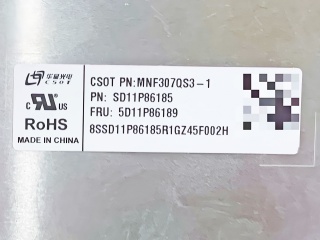 华星光电
CSOT
c RU US
RoHS
MADE IN CHINA
CSOT PN:MNF307QS3-1
PN: SD11P86185
FRU: 5D11P86189
8SSD11P86185R1GZ45F002H